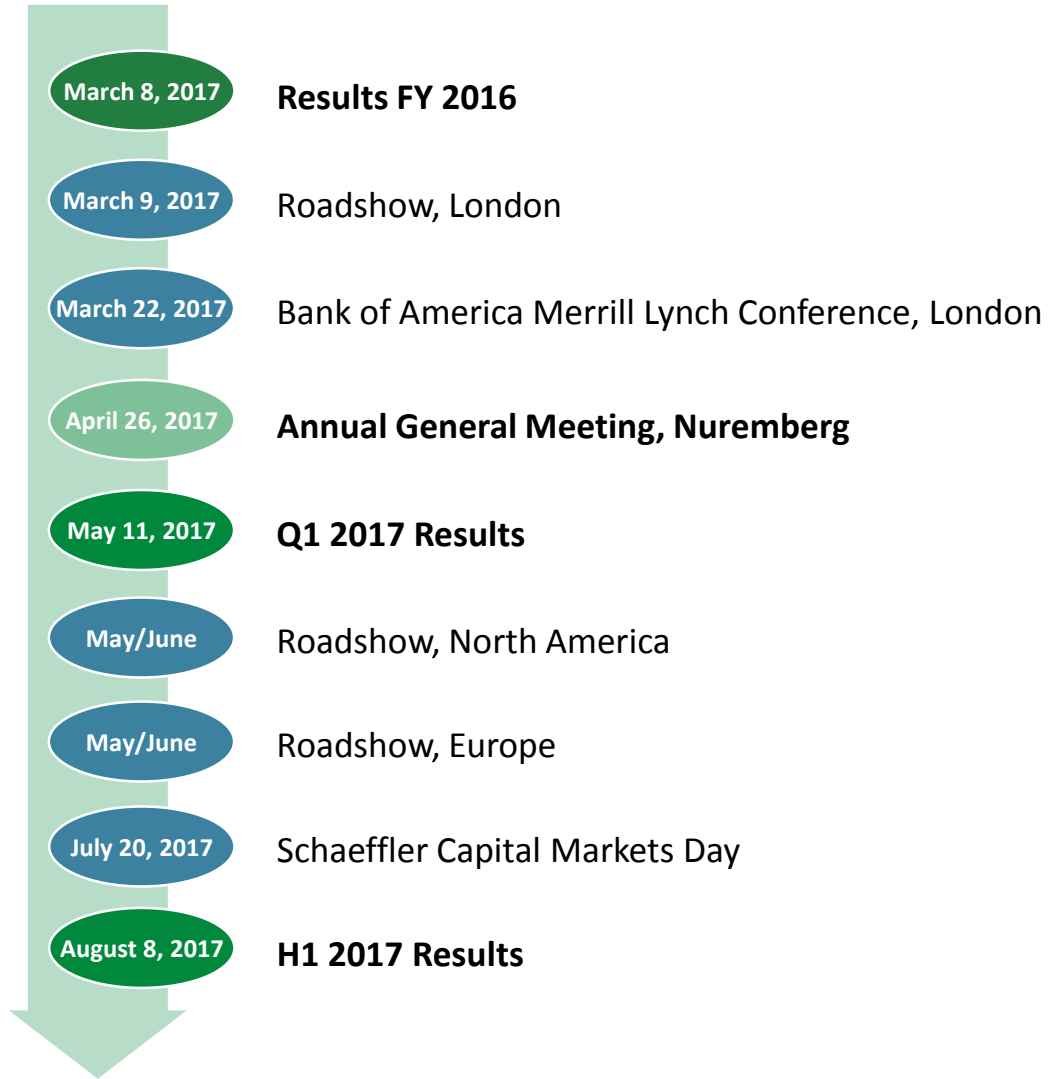 March 8, 2017
Results FY 2016
March 9, 2017
Roadshow, London
March 22, 2017
Bank of America Merrill Lynch Conference, London
April 26, 2017
Annual General Meeting, Nuremberg
May 11, 2017
Q1 2017 Results
May/June
Roadshow, North America
May/June
Roadshow, Europe
July 20, 2017
Schaeffler Capital Markets Day
August 8, 2017
H1 2017 Results